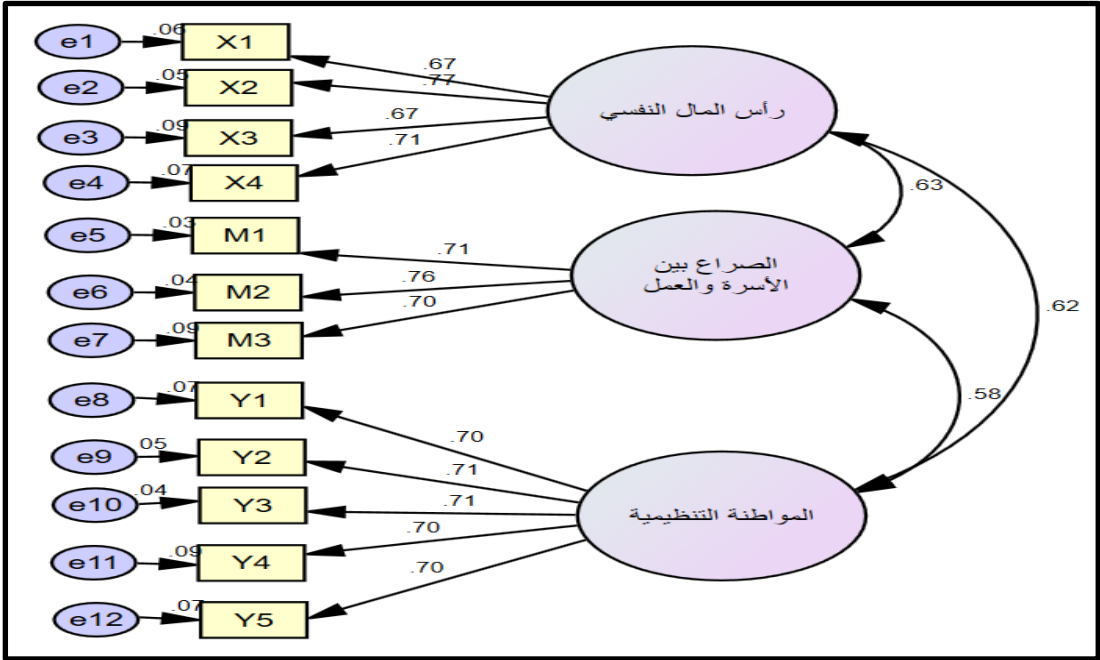 e1 .06 X1
.67
e2 .05 X2
.77
رأس المال النفسي
e3 .09 X3
.67
.71
e4 .07 X4
.63
e5 .03 M1
.71
الصراع بين
الأسرة والعمل
e6 .04 M2
.76
.70
.62
e7 .09 M3
.58
e8 .07 Y1
.70
e9 .05 Y2
.71
e10 .04 Y3
.71
المواطنة التنظيمية
.70
e11 .09 Y4
.70
e12 .07 Y5